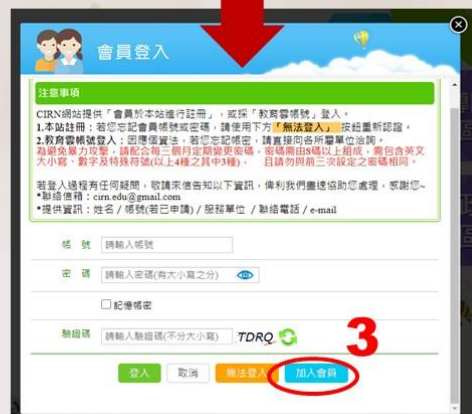 會員登入
注意事項
CIRN網站提供「會員於本站進行註冊」，或採「教育雲帳號」登入。
1.本站註冊：若您忘記會員帳號或密碼，請使用下方「無法登入」按鈕重新認證。
2.教育雲帳號登入：因應個資法，若您忘記帳密，請直接向各所屬單位洽詢。
為避免暴力攻擊，請配合每三個月定期變更密碼，密碼需由8碼以上組成，需包含英文
大小寫，數字及特殊符號(以上4種之其中3種)，且請勿與前三次設定之密碼相同。
若登入過程有任何疑問，敬請來信告知以下資訊，俾利我們盡速協助您處理，感謝您~
*聯絡信箱：cirn.edu@gmail.com
*提供資訊：姓名／帳號(若已申請)／服務單位／聯絡電話／e-mail
帳 號 請輸入帳號
密 碼 請輸入密碼(有大小寫之分)
記憶帳密
驗證碼 請輸入驗證碼(不分大小寫) TDRQ
3
登入 取消 無法登入 加入會員